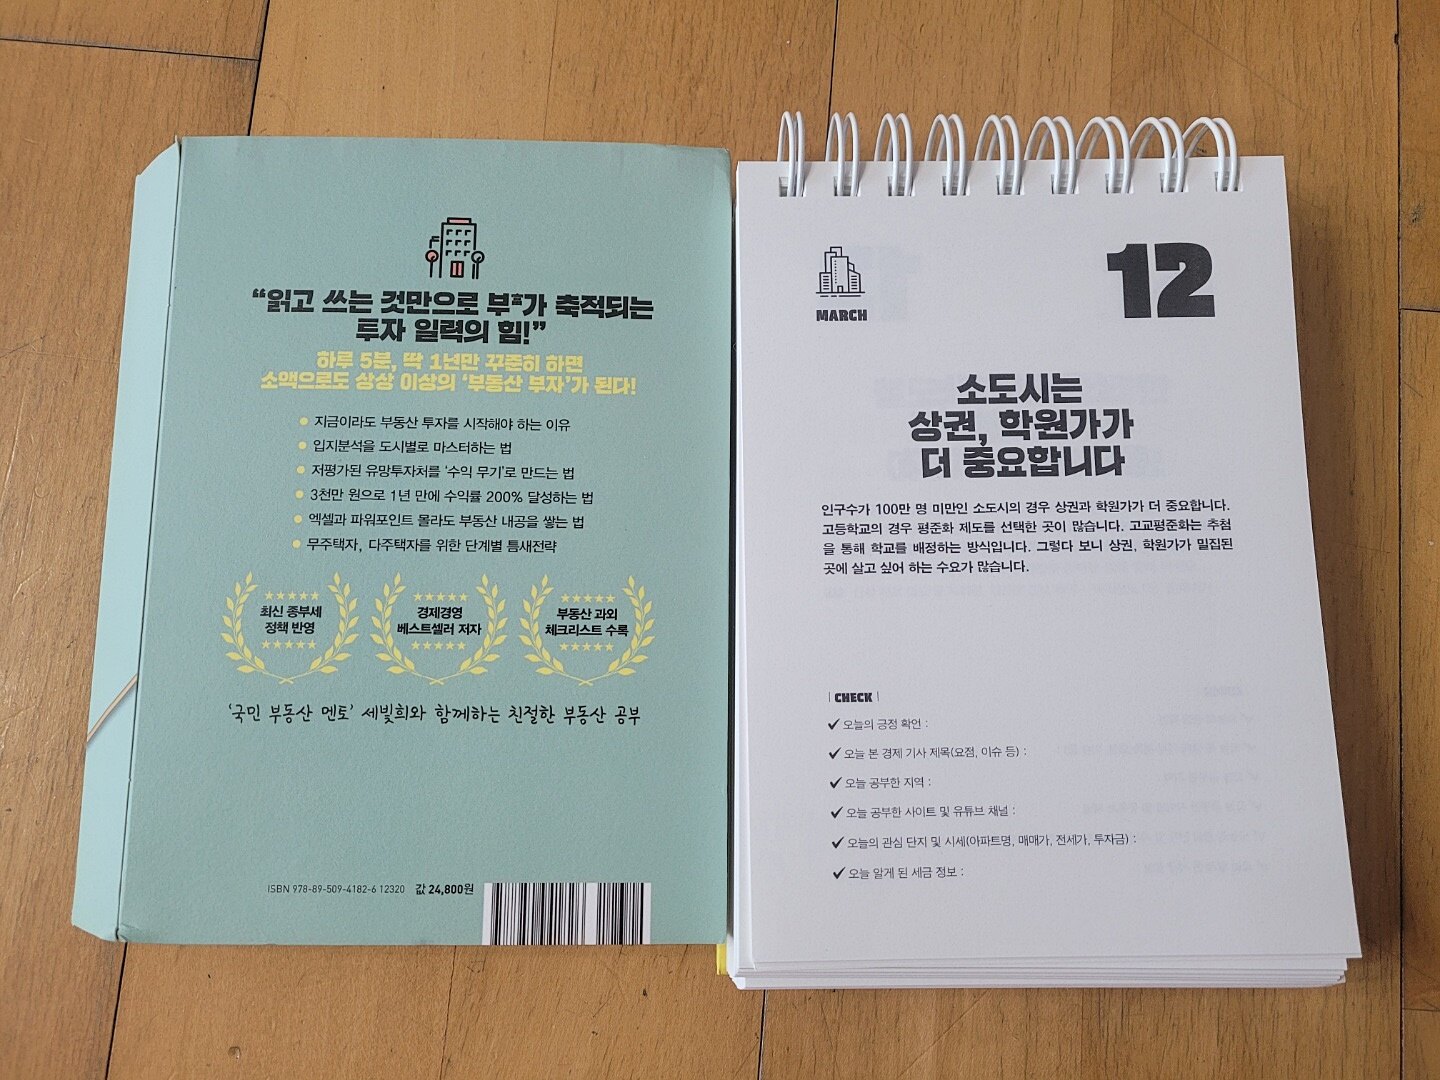 “읽고 쓰는 것만으로 부富가 축적되는
투자 일력의 힘!”
하루 5분, 딱 1년만 꾸준히 하면
소액으로도 상상 이상의 ‘부동산 부자’가 된다!
지금이라도 부동산 투자를 시작해야 하는 이유
입지분석을 도시별로 마스터하는 법
저평가된 유망투자처를 ‘수익 무기’로 만드는 법
3천만 원으로 1년 만에 수익률 200% 달성하는 법
엑셀과 파워포인트 몰라도 부동산 내공을 쌓는 법
무주택자, 다주택자를 위한 단계별 틈새전략
최신 종부세
정책 반영
경제경영
베스트셀러 저자
부동산 과외
체크리스트 수록
‘국민 부동산 멘토’ 세빛희와 함께하는 친절한 부동산 공부
ISBN 978-89-509-4182-6 12320 값 24,800원
MARCH
12
소도시는
상권, 학원가가
더 중요합니다
인구수가 100만 명 미만인 소도시의 경우 상권과 학원가가 더 중요합니다.
고등학교의 경우 평준화 제도를 선택한 곳이 많습니다. 고교평준화는 추첨
을 통해 학교를 배정하는 방식입니다. 그렇다 보니 상권, 학원가가 밀집된
곳에 살고 싶어 하는 수요가 많습니다.
CHECK
✔ 오늘의 긍정 확언 :
✔ 오늘 본 경제 기사 제목(요점, 이슈 등) :
✔ 오늘 공부한 지역 :
✔ 오늘 공부한 사이트 및 유튜브 채널 :
✔ 오늘의 관심 단지 및 시세(아파트명, 매매가, 전세가, 투자금) :
✔ 오늘 알게 된 세금 정보 :